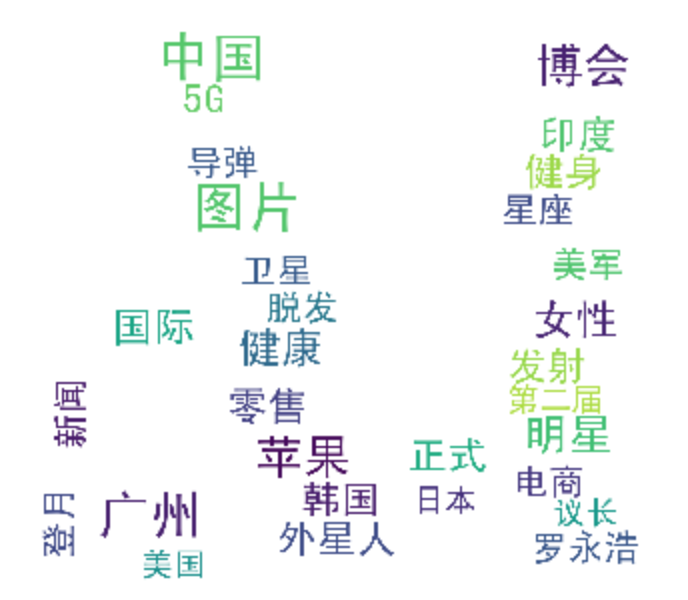 中国
博会
5G
印度
导弹
健身
图片
星座
美军
卫星
脱发
女性
国际
健康
发射
第二届
新闻
零售
明星
苹果
正式
电商
韩国
日本
广州
议长
登月
外星人
罗永浩
美国